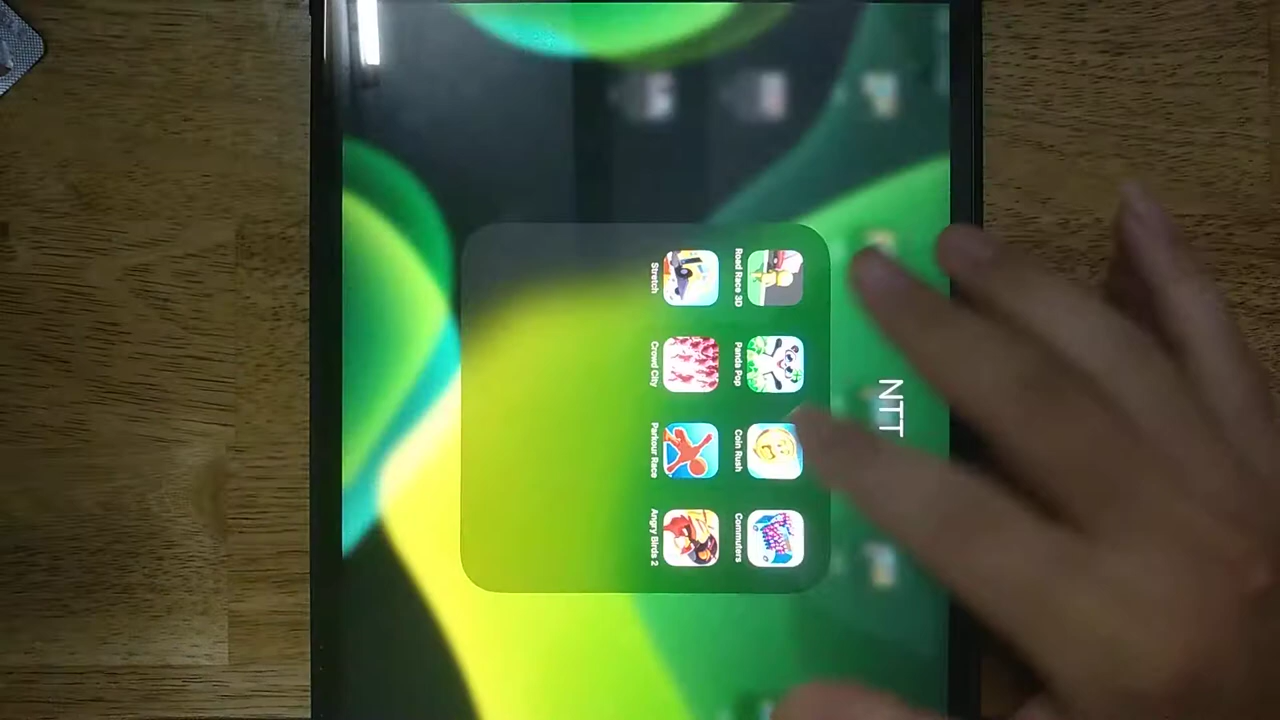 NTT
Road Race 3D
Panda Pop
Coin Rush
Commuters
Stretch
Crowd City
Parkour Race
Angry Birds 2